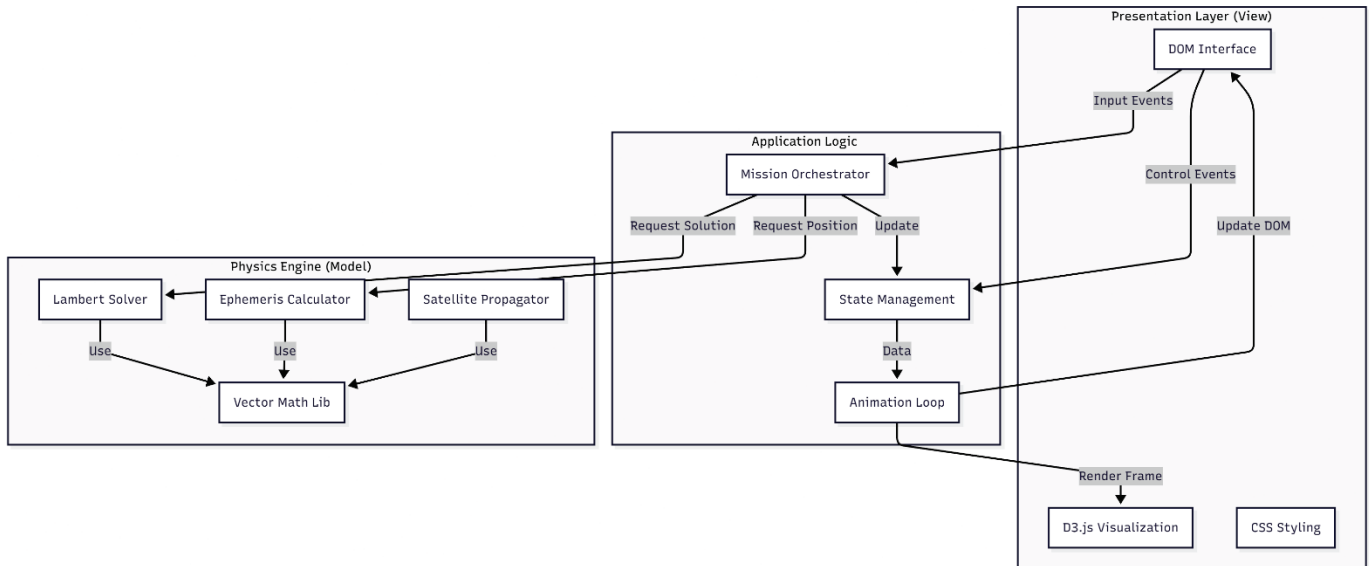 Presentation Layer (View)
DOM Interface
Input Events
Control Events
Update DOM
Application Logic
Mission Orchestrator
Request Solution
Request Position
Update
Physics Engine (Model)
Lambert Solver
Ephemeris Calculator
Satellite Propagator
State Management
Use
Use
Use
Data
Vector Math Lib
Animation Loop
Render Frame
D3.js Visualization
CSS Styling